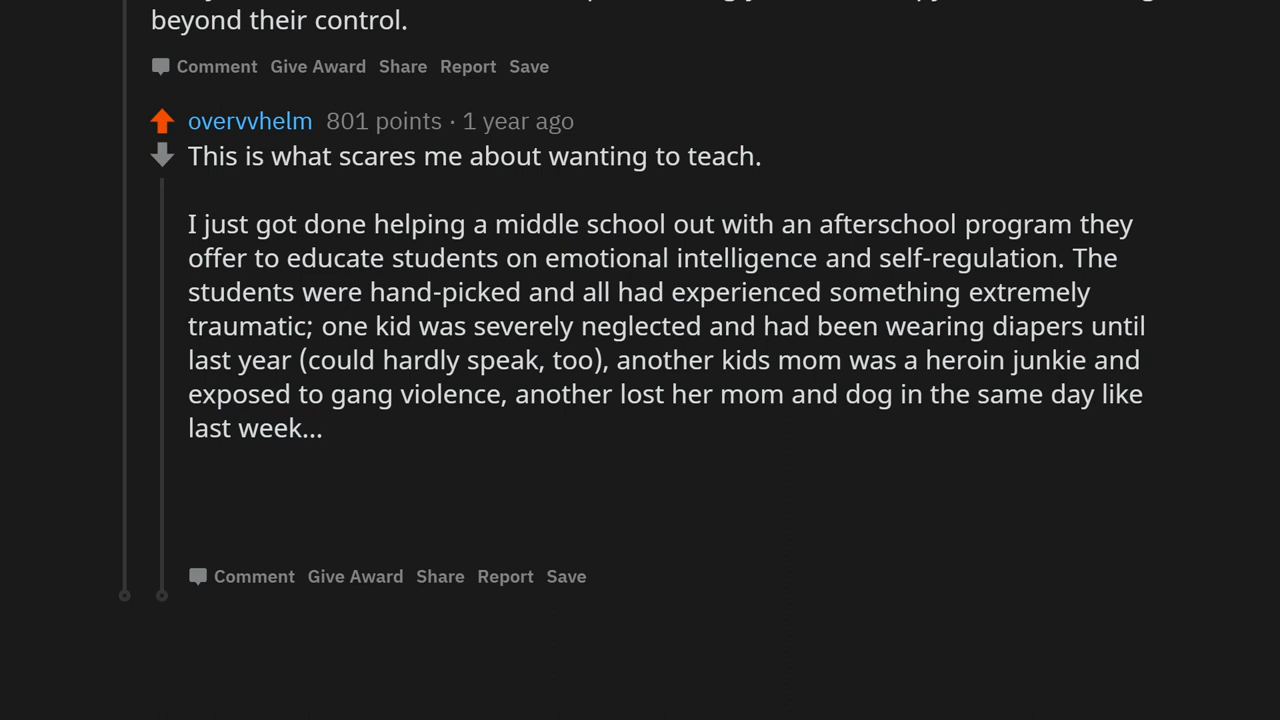 beyond their control.
Comment Give Award Share Report Save
overvvhelm 801 points · 1 year ago
This is what scares me about wanting to teach.
I just got done helping a middle school out with an afterschool program they
offer to educate students on emotional intelligence and self-regulation. The
students were hand-picked and all had experienced something extremely
traumatic; one kid was severely neglected and had been wearing diapers until
last year (could hardly speak, too), another kids mom was a heroin junkie and
exposed to gang violence, another lost her mom and dog in the same day like
last week...
Comment Give Award Share Report Save